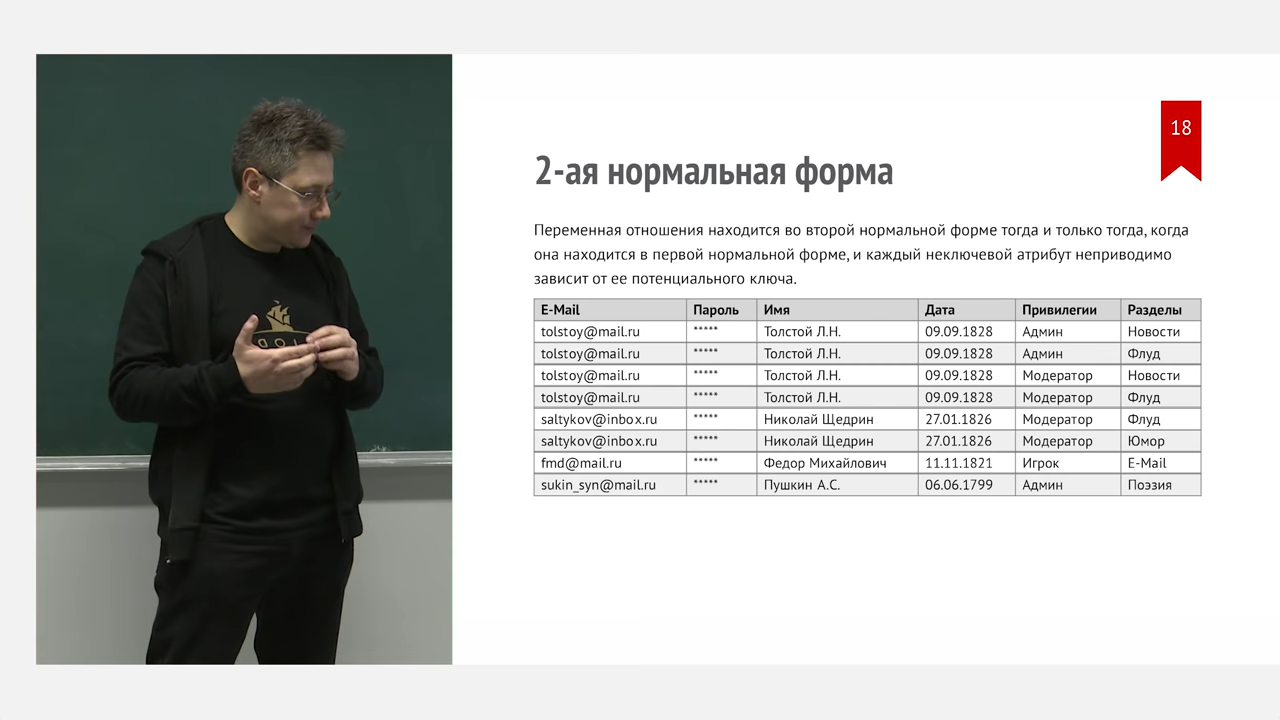 18
2-ая нормальная форма
Переменная отношения находится во второй нормальной форме тогда и только тогда, когда
она находится в первой нормальной форме, и каждый неключевой атрибут неприводимо
зависит от ее потенциального ключа.
E-Mail Пароль Имя Дата Привилегии Разделы
tolstoy@mail.ru ***** Толстой Л.Н. 09.09.1828 Админ Новости
tolstoy@mail.ru ***** Толстой Л.Н. 09.09.1828 Админ Флуд
tolstoy@mail.ru ***** Толстой Л.Н. 09.09.1828 Модератор Новости
tolstoy@mail.ru ***** Толстой Л.Н. 09.09.1828 Модератор Флуд
saltykov@inbox.ru ***** Николай Щедрин 27.01.1826 Модератор Флуд
saltykov@inbox.ru ***** Николай Щедрин 27.01.1826 Модератор Юмор
fmd@mail.ru ***** Федор Михайлович 11.11.1821 Игрок E-Mail
sukin_syn@mail.ru ***** Пушкин А.С. 06.06.1799 Админ Поэзия